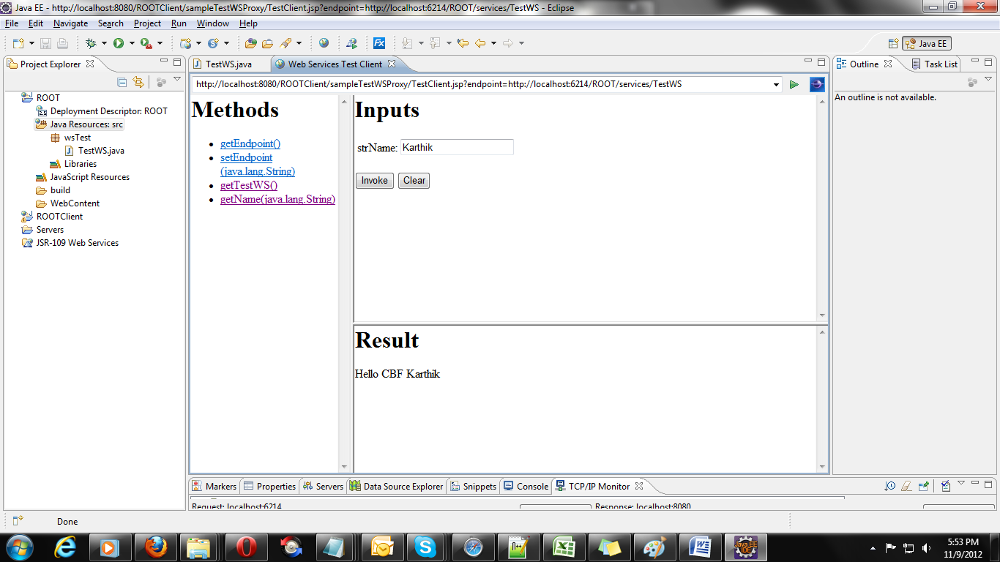 Java EE - http://localhost:8080/ROOTClient/sampleTestWSProxy/TestClient.jsp?endpoint=http://localhost:6214/ROOT/services/TestWS - Eclipse
File Edit Navigate Search Project Run Window Help
Java EE
Project Explorer
ROOT
Deployment Descriptor: ROOT
Java Resources: src
wsTest
TestWS.java
Libraries
JavaScript Resources
build
WebContent
ROOTClient
Servers
JSR-109 Web Services
TestWS.java
Web Services Test Client
http://localhost:8080/ROOTClient/sampleTestWSProxy/TestClient.jsp?endpoint=http://localhost:6214/ROOT/services/TestWS
Methods
getEndpoint()
setEndpoint
(java.lang.String)
getTestWS()
getName(java.lang.String)
Inputs
strName: Karthik
Invoke Clear
Result
Hello CBF Karthik
Outline
Task List
An outline is not available.
Markers Properties Servers Data Source Explorer Snippets Console TCP/IP Monitor
Request: localhost:6214
Response: localhost:8080
Done
Java EE
IDE
5:53 PM
11/9/2012